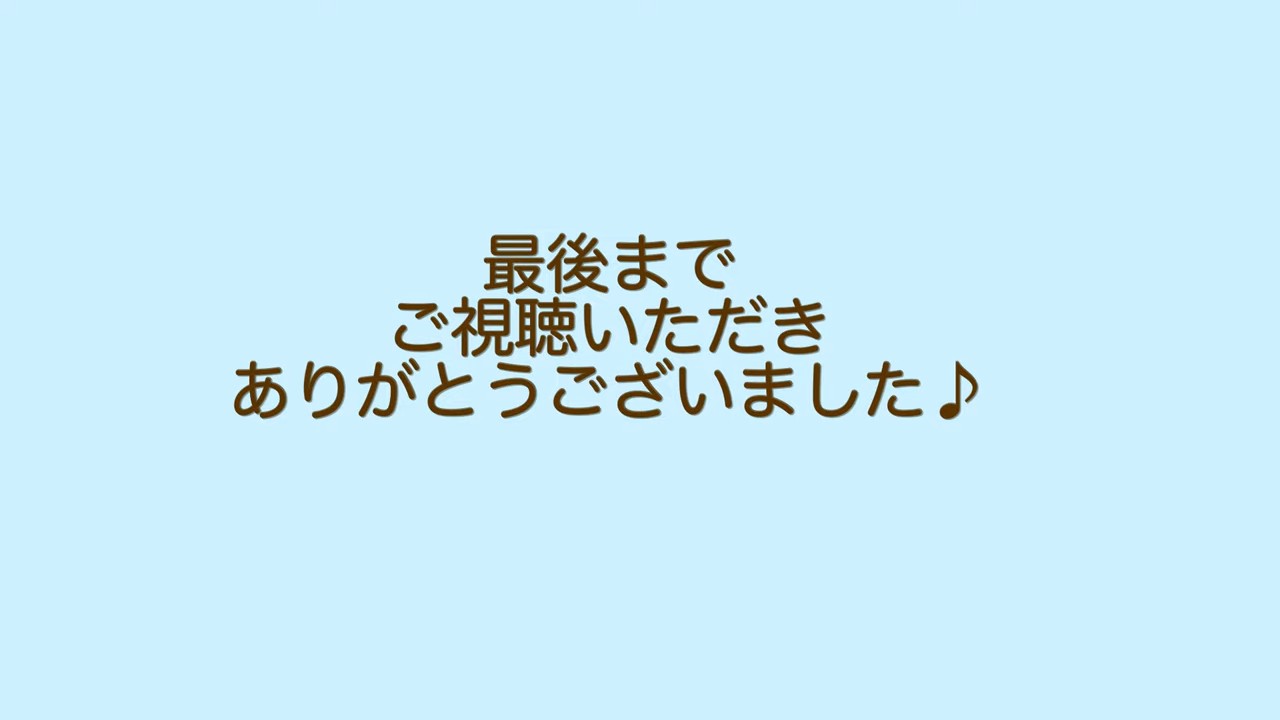 最後まで
ご視聴いただき
ありがとうございました♪